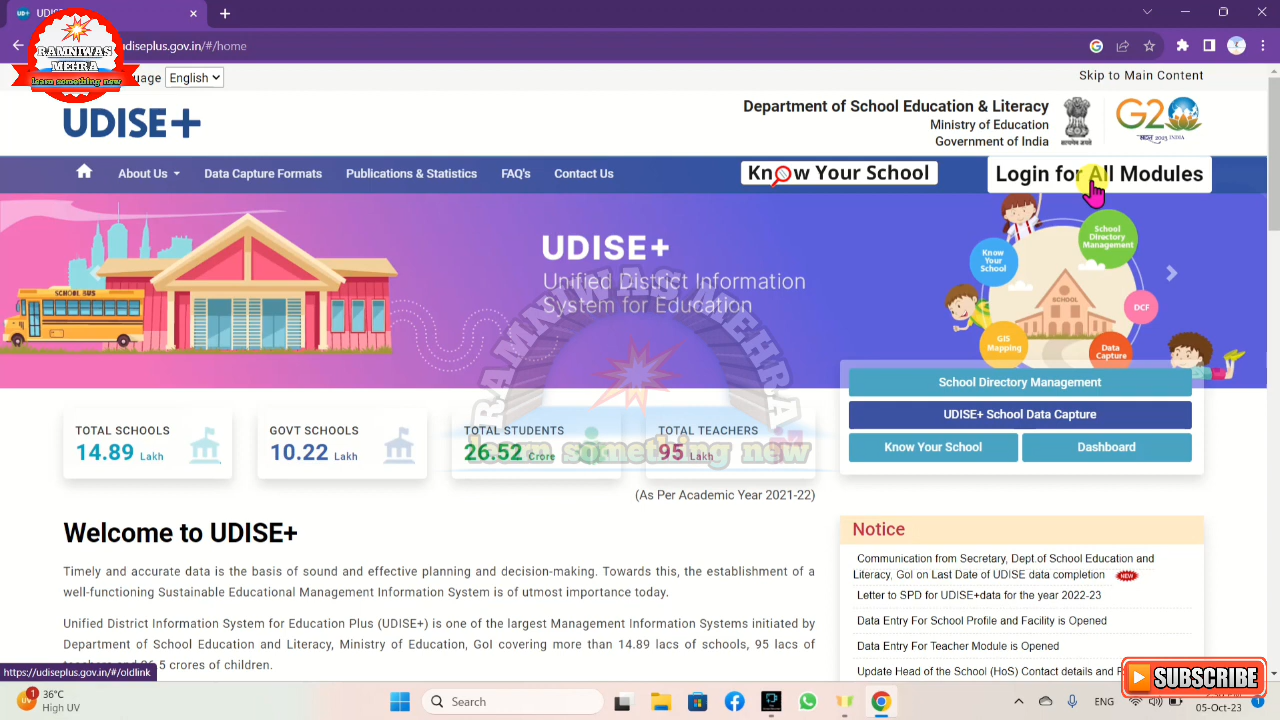 UDISE+
RAMNIWAS
MEHRA
Learn something new
udiseplus.gov.in/#/home
English
Skip to Main Content
UDISE+
Department of School Education & Literacy
Ministry of Education
Government of India
G20
About Us
Data Capture Formats
Publications & Statistics
FAQ's
Contact Us
Know Your School
Login for All Modules
SCHOOL BUS
UDISE+
Unified District Information
System for Education
School
Directory
Management
Know
Your
School
SCHOOL
DCF
GIS
Mapping
Data
Capture
RAMNIWAS MEHRA
learn something new
School Directory Management
UDISE+ School Data Capture
Know Your School
Dashboard
TOTAL SCHOOLS
14.89 Lakh
GOVT SCHOOLS
10.22 Lakh
TOTAL STUDENTS
26.52 Crore
TOTAL TEACHERS
95 Lakh
(As Per Academic Year 2021-22)
Welcome to UDISE+
Timely and accurate data is the basis of sound and effective planning and decision-making. Towards this, the establishment of a
well-functioning Sustainable Educational Management Information System is of utmost importance today.
Unified District Information System for Education Plus (UDISE+) is one of the largest Management Information Systems initiated by
Department of School Education and Literacy, Ministry of Education, GoI covering more than 14.89 lacs of schools, 95 lacs of
crores of children.
Notice
Communication from Secretary, Dept of School Education and
Literacy, GoI on Last Date of UDISE data completion NEW
Letter to SPD for UDISE+data for the year 2022-23
Data Entry For School Profile and Facility is Opened
Data Entry For Teacher Module is Opened
Update Head of the School (HoS) Contact details and
https://udiseplus.gov.in/#/oldlink
SUBSCRIBE
1
36°C
High UV
Search
ENG
05-Oct-23